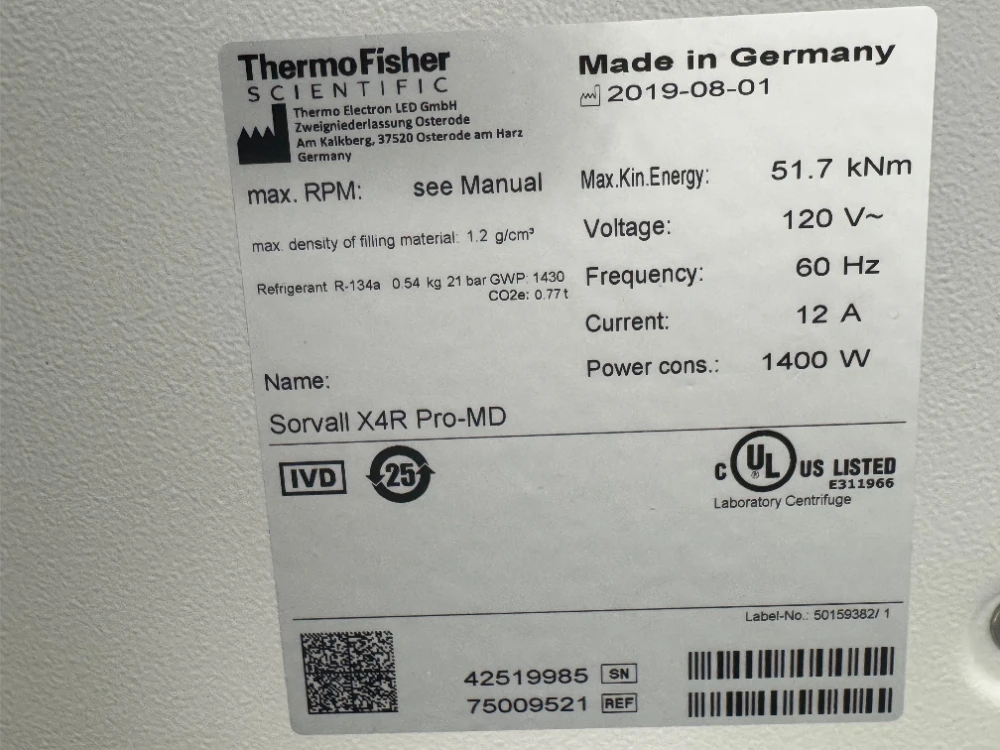 ThermoFisher
SCIENTIFIC
Thermo Electron LED GmbH
Zweigniederlassung Osterode
Am Kalkberg, 37520 Osterode am Harz
Germany
Made in Germany
2019-08-01
max. RPM: see Manual
max. density of filling material: 1.2 g/cm³
Refrigerant R-134a 0.54 kg 21 bar GWP: 1430
CO2e: 0.77 t
Max.Kin.Energy: 51.7 kNm
Voltage: 120 V~
Frequency: 60 Hz
Current: 12 A
Power cons.: 1400 W
Name:
Sorvall X4R Pro-MD
IVD
25
C UL ® US LISTED
E311966
Laboratory Centrifuge
Label-No.: 50159382/ 1
42519985 SN
75009521 REF